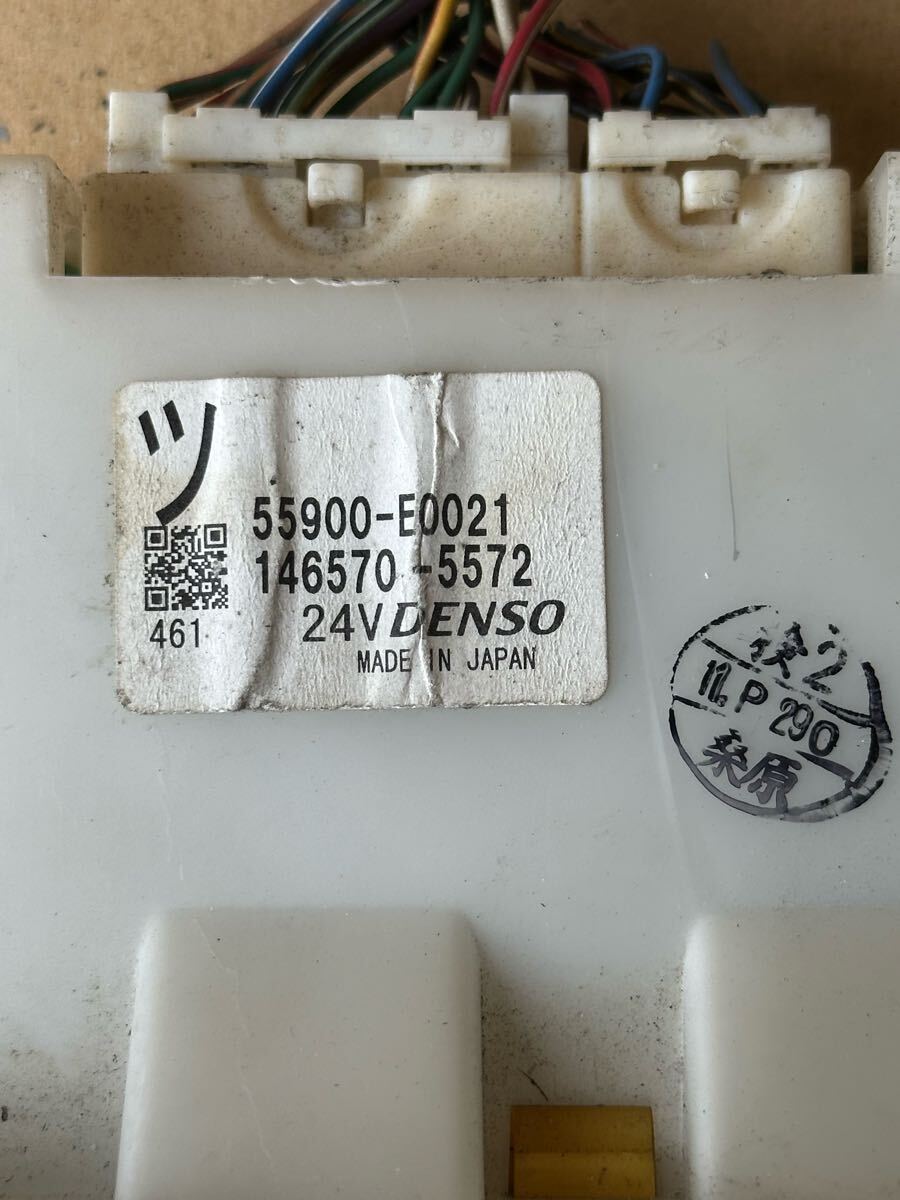 ツ
55900-E0021
146570-5572
461
24V DENSO
MADE IN JAPAN
検2
11.P 290
桑原